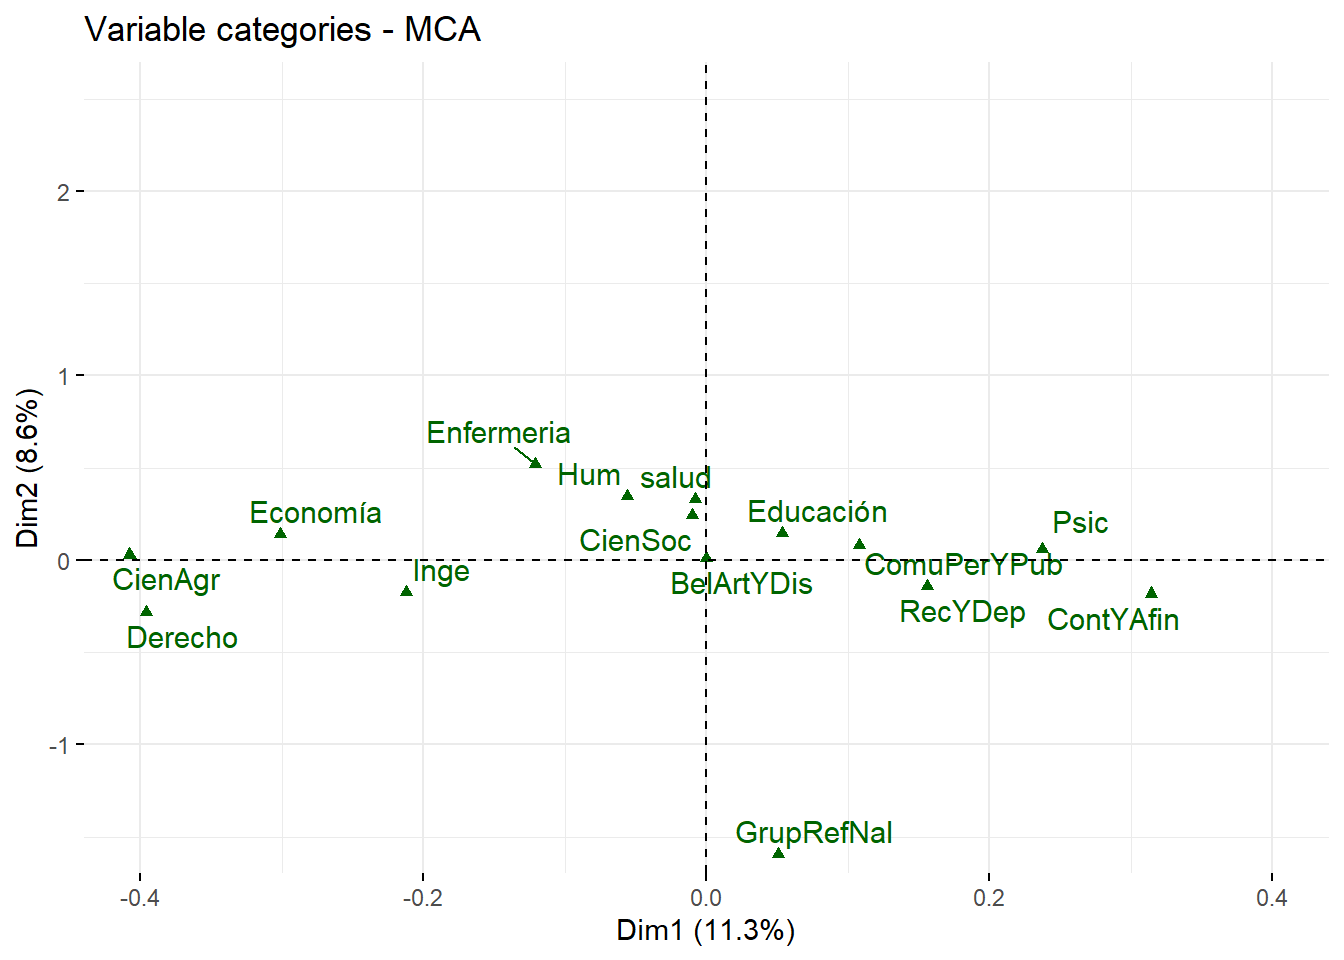 Variable categories - MCA
2
1
0
-1
Dim2 (8.6%)
Enfermeria
Hum
salud
Economía
Educación
Psic
CienSoc
ComuPerYPub
CienAgr
Inge
BelArtYDis
RecYDep
ContYAfin
Derecho
GrupRefNal
-0.4
-0.2
0.0
0.2
0.4
Dim1 (11.3%)